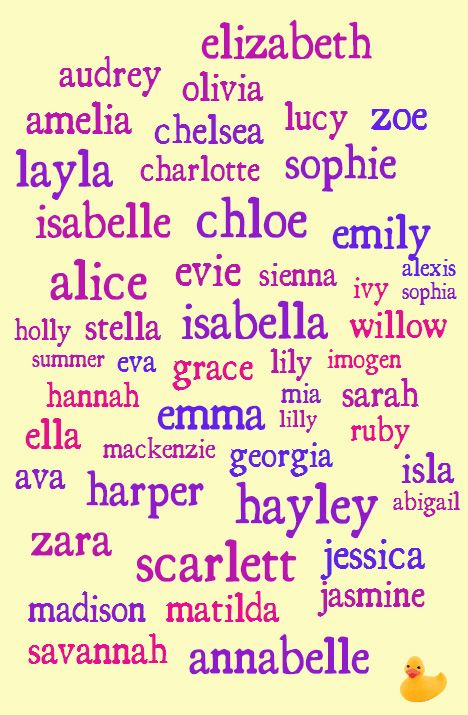 elizabeth
audrey olivia
amelia chelsea lucy zoe
layla charlotte sophie
isabelle chloe emily
alice evie sienna ivy alexis
sophia
holly stella isabella willow
summer eva grace lily imogen
hannah emma mia sarah
lilly
ella mackenzie georgia ruby
ava harper hayley isla
abigail
zara scarlett jessica
madison matilda jasmine
savannah annabelle